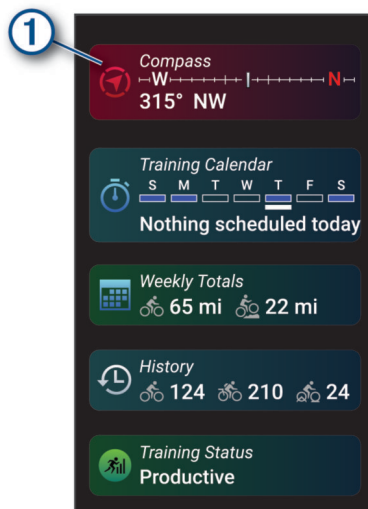 1
Compass
W N
315° NW
Training Calendar
S M T W T F S
Nothing scheduled today
Weekly Totals
65 mi 22 mi
History
124 210 24
Training Status
Productive